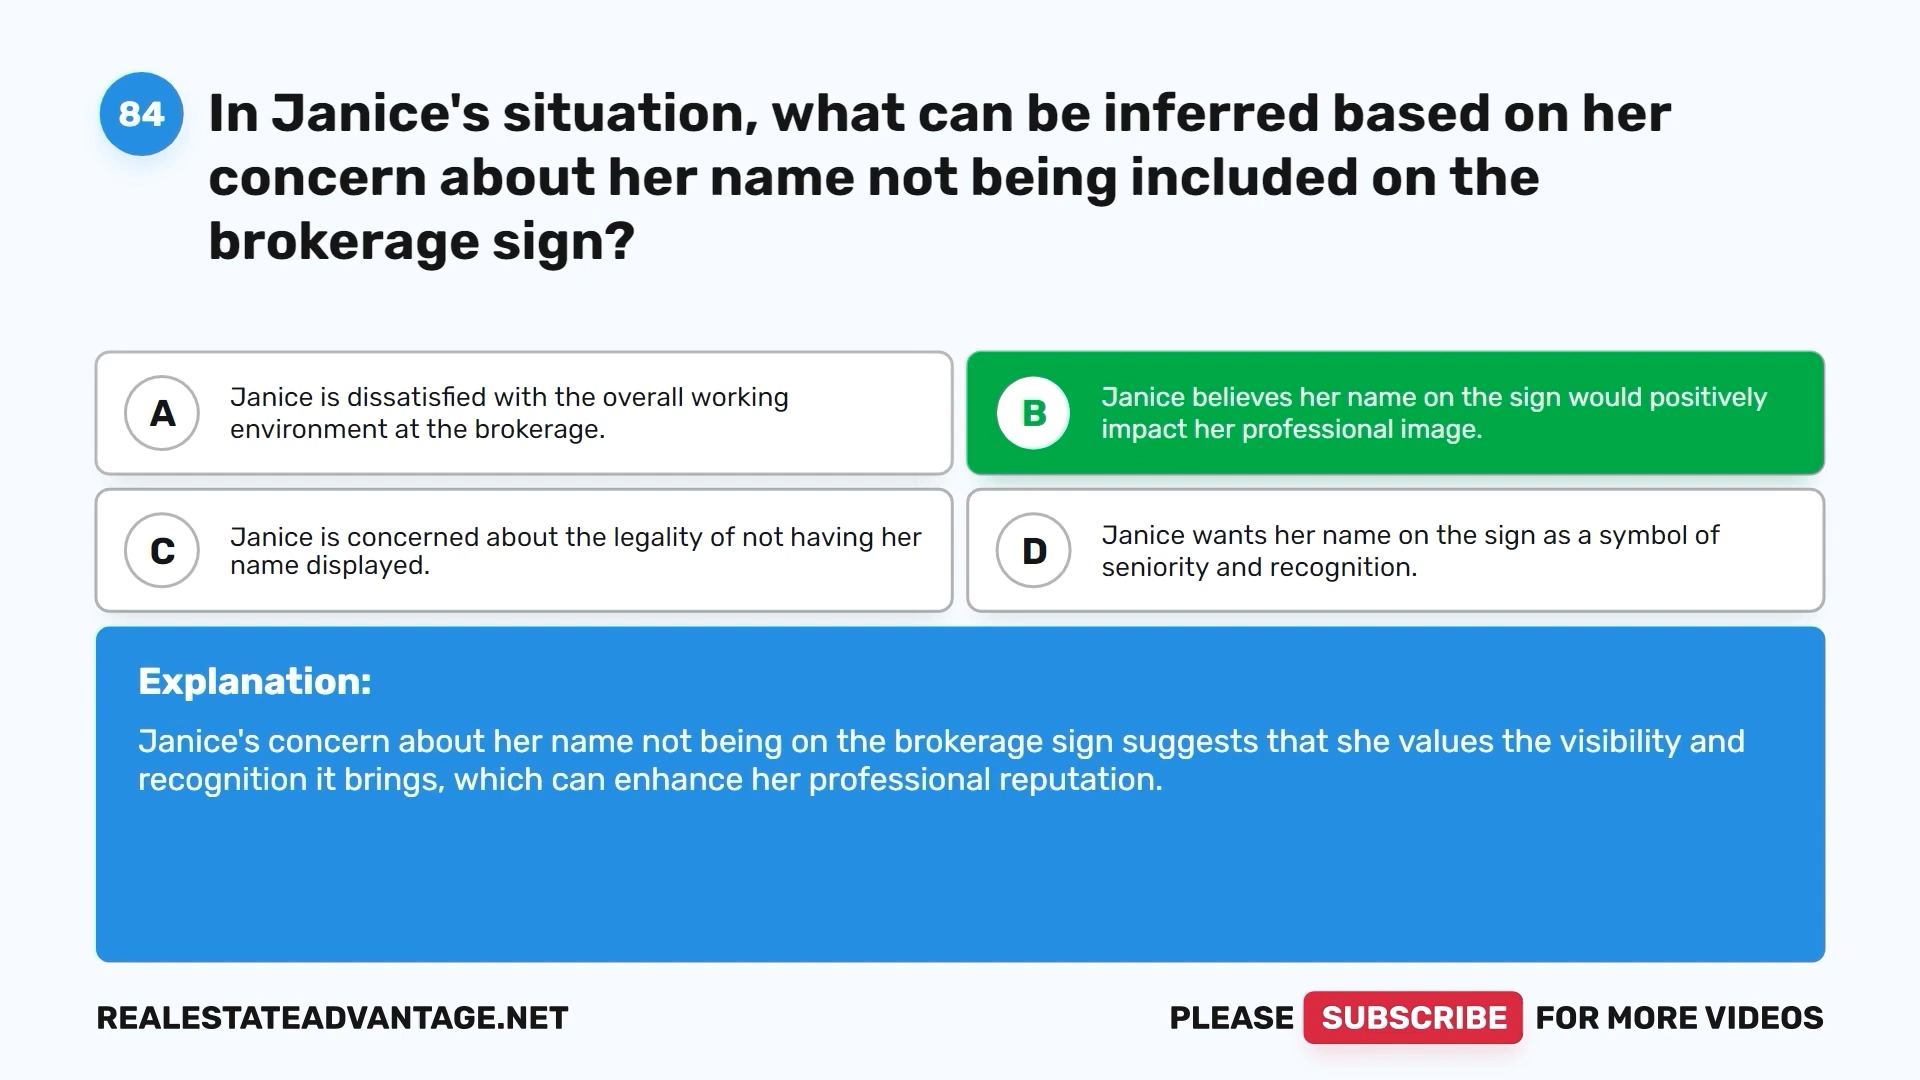 84
In Janice's situation, what can be inferred based on her
concern about her name not being included on the
brokerage sign?
A
Janice is dissatisfied with the overall working
environment at the brokerage.
B
Janice believes her name on the sign would positively
impact her professional image.
C
Janice is concerned about the legality of not having her
name displayed.
D
Janice wants her name on the sign as a symbol of
seniority and recognition.
Explanation:
Janice's concern about her name not being on the brokerage sign suggests that she values the visibility and
recognition it brings, which can enhance her professional reputation.
REALESTATEADVANTAGE.NET
PLEASE SUBSCRIBE FOR MORE VIDEOS